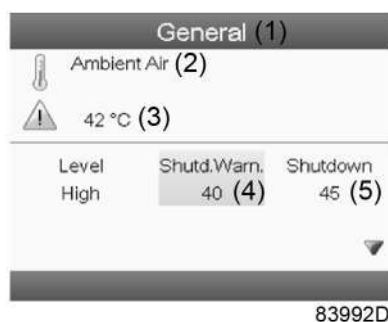 General (1)
Ambient Air (2)
42 °C (3)
Level Shutd.Warn. Shutdown
High 40 (4) 45 (5)
83992D